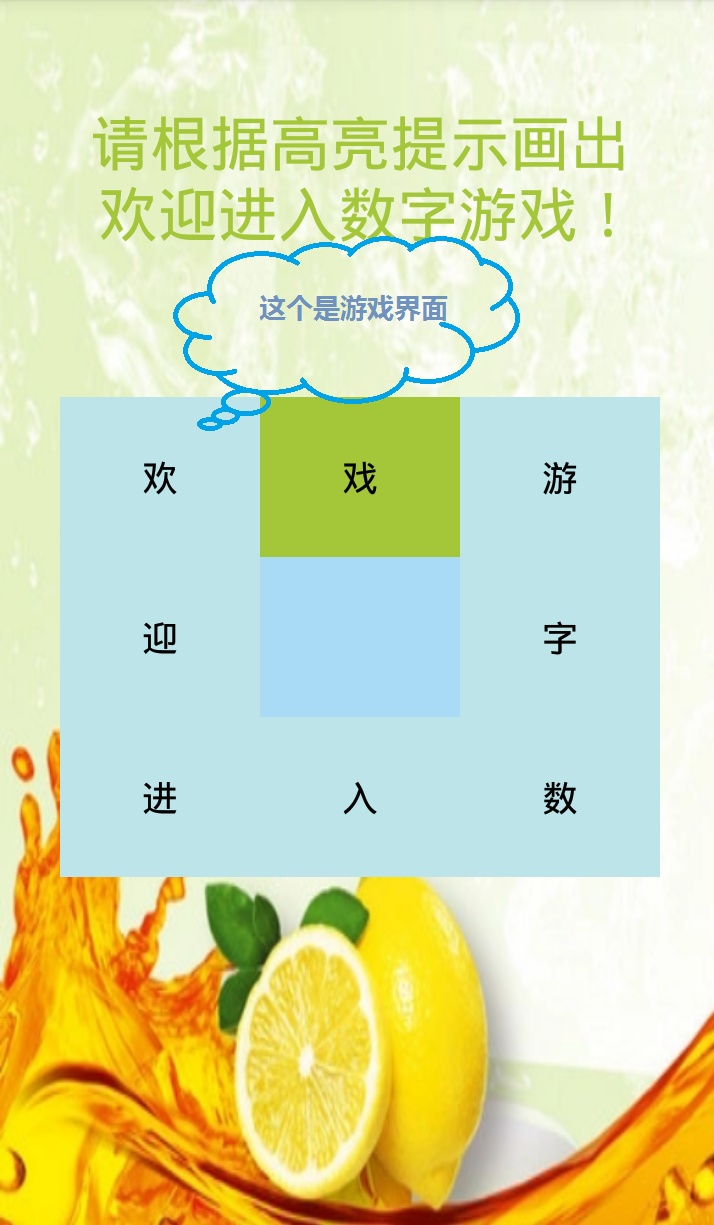 请根据高亮提示画出
欢迎进入数字游戏！
这个是游戏界面
欢 戏 游
迎 字
进 入 数